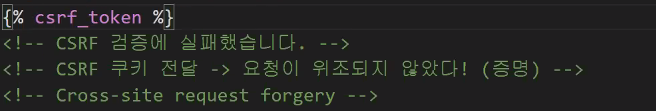 {% csrf_token %}
<!-- CSRF 검증에 실패했습니다. -->
<!-- CSRF 쿠키 전달 -> 요청이 위조되지 않았다! (증명) -->
<!-- Cross-site request forgery -->